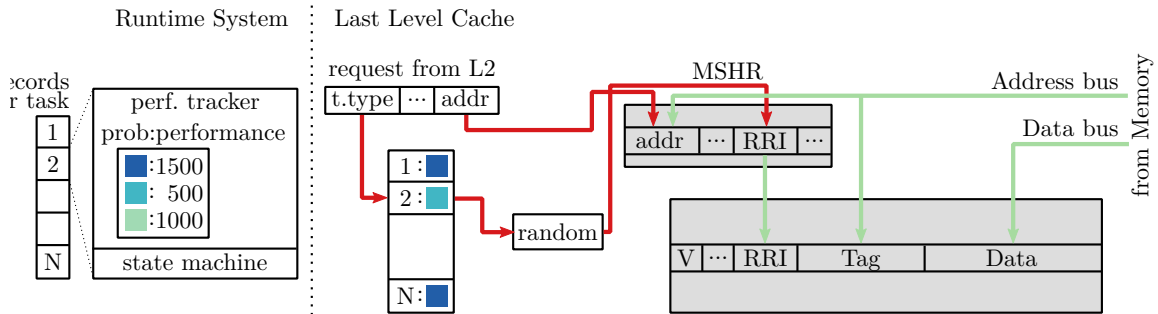 Runtime System
Last Level Cache
ecords
r task
1
2
N
perf. tracker
prob:performance
:1500
: 500
:1000
state machine
request from L2
t.type ... addr
1:
2:
N:
random
MSHR
addr ... RRI ...
Address bus
Data bus
from Memory
V ... RRI Tag Data